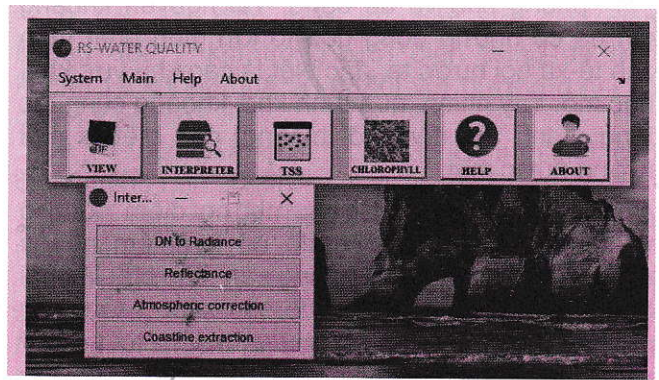 RS-WATER QUALITY
System Main Help About
VIEW INTERPRETER TSS CHLOROPHYLL HELP ABOUT
Inter...
DN to Radiance
Reflectance
Atmospheric correction
Coastline extraction